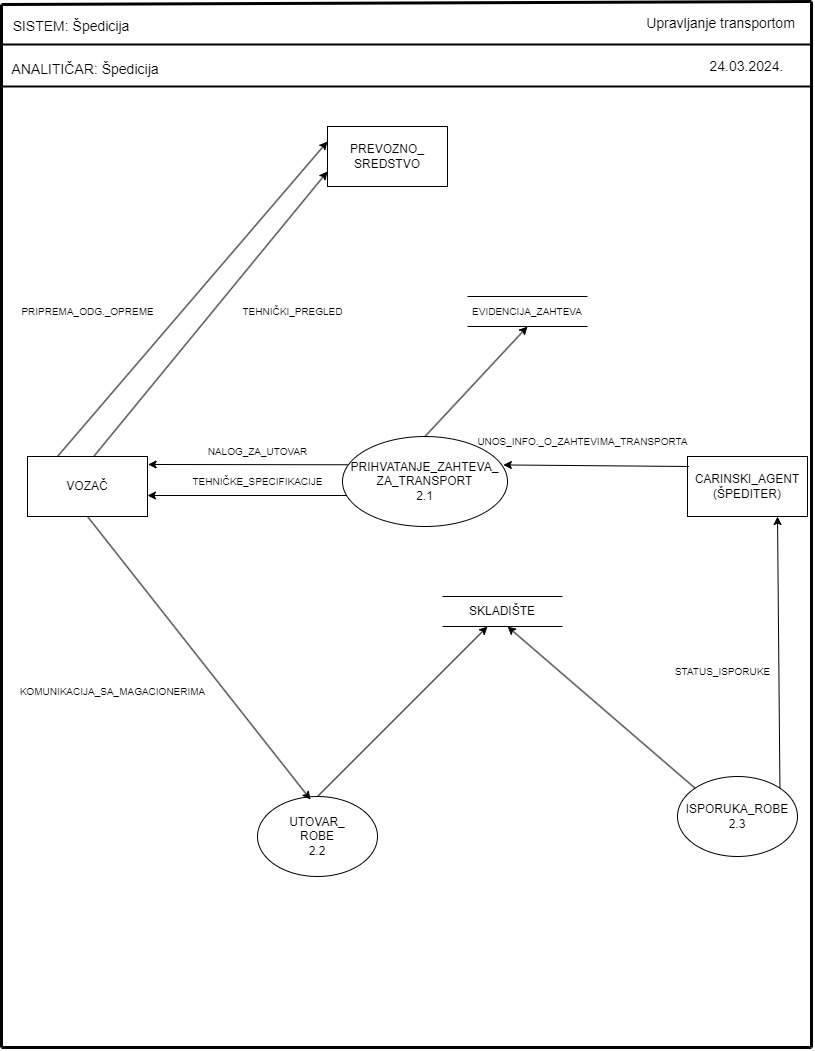 SISTEM: Špedicija
Upravljanje transportom
ANALITIČAR: Špedicija
24.03.2024.
PREVOZNO_
SREDSTVO
PRIPREMA_ODG._OPREME
TEHNIČKI_PREGLED
EVIDENCIJA_ZAHTEVA
UNOS_INFO._O_ZAHTEVIMA_TRANSPORTA
NALOG_ZA_UTOVAR
TEHNIČKE_SPECIFIKACIJE
VOZAČ
PRIHVATANJE_ZAHTEVA_
ZA_TRANSPORT
2.1
CARINSKI_AGENT
(ŠPEDITER)
SKLADIŠTE
STATUS_ISPORUKE
KOMUNIKACIJA_SA_MAGACIONERIMA
UTOVAR_
ROBE
2.2
ISPORUKA_ROBE
2.3